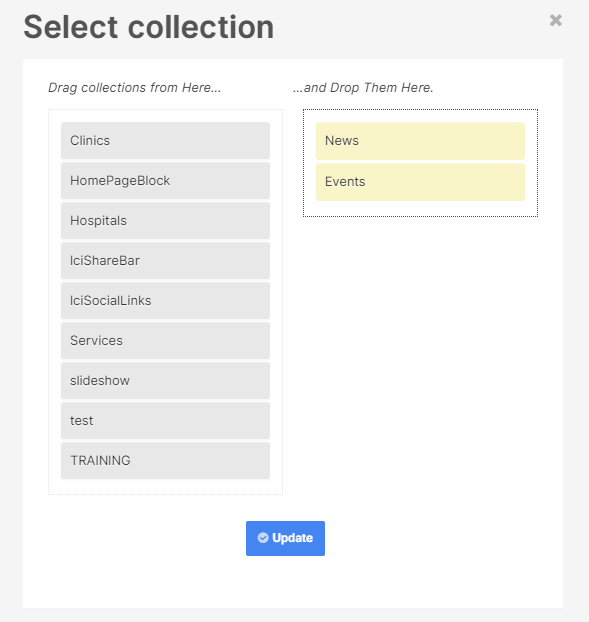 Select collection
Drag collections from Here...
...and Drop Them Here.
Clinics
HomePageBlock
Hospitals
IciShareBar
IciSocialLinks
Services
slideshow
test
TRAINING
News
Events
Update